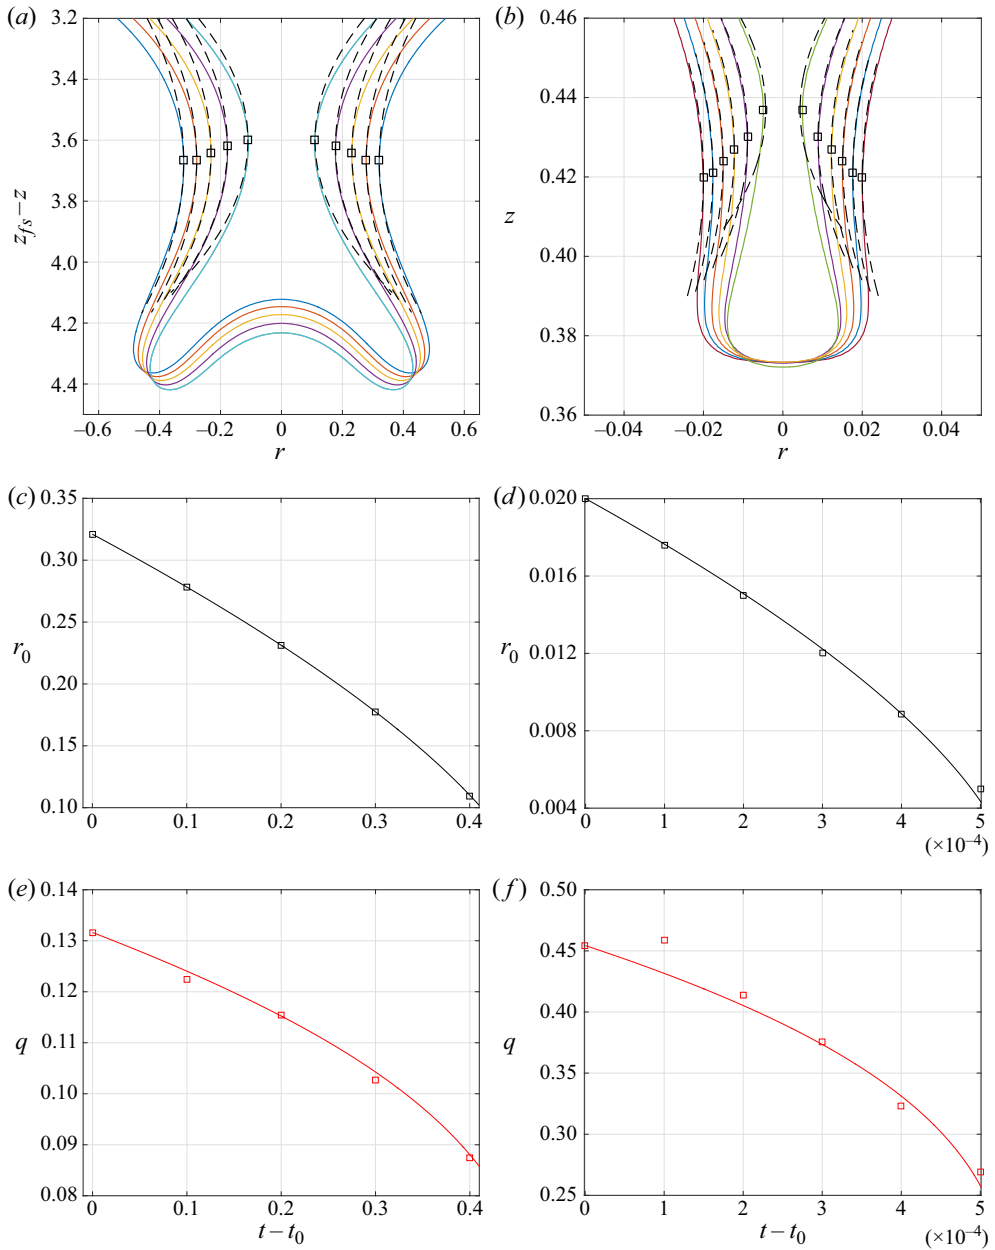 (a)
3.2
3.4
3.6
3.8
4.0
4.2
4.4
z_fs – z
–0.6 –0.4 –0.2 0 0.2 0.4 0.6
r
(b)
0.46
0.44
0.42
0.40
0.38
0.36
z
–0.04 –0.02 0 0.02 0.04
r
(c)
0.35
0.30
0.25
0.20
0.15
0.10
r_0
0 0.1 0.2 0.3 0.4
(d)
0.020
0.016
0.012
0.008
0.004
r_0
0 1 2 3 4 5
(×10^–4)
(e)
0.14
0.13
0.12
0.11
0.10
0.09
0.08
q
0 0.1 0.2 0.3 0.4
t – t_0
(f)
0.50
0.45
0.40
0.35
0.30
0.25
q
0 1 2 3 4 5
t – t_0
(×10^–4)